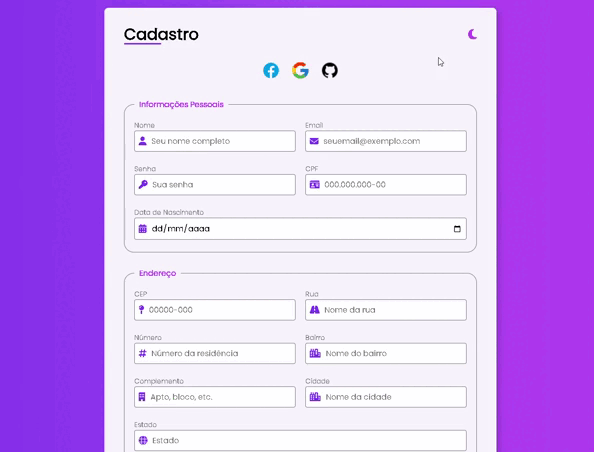 Cadastro
Informações Pessoais
Nome Email
Seu nome completo seuemail@exemplo.com
Senha CPF
Sua senha 000.000.000-00
Data de Nascimento
dd/mm/aaaa
Endereço
CEP Rua
00000-000 Nome da rua
Número Bairro
Número da residência Nome do bairro
Complemento Cidade
Apto, bloco, etc. Nome da cidade
Estado
Estado